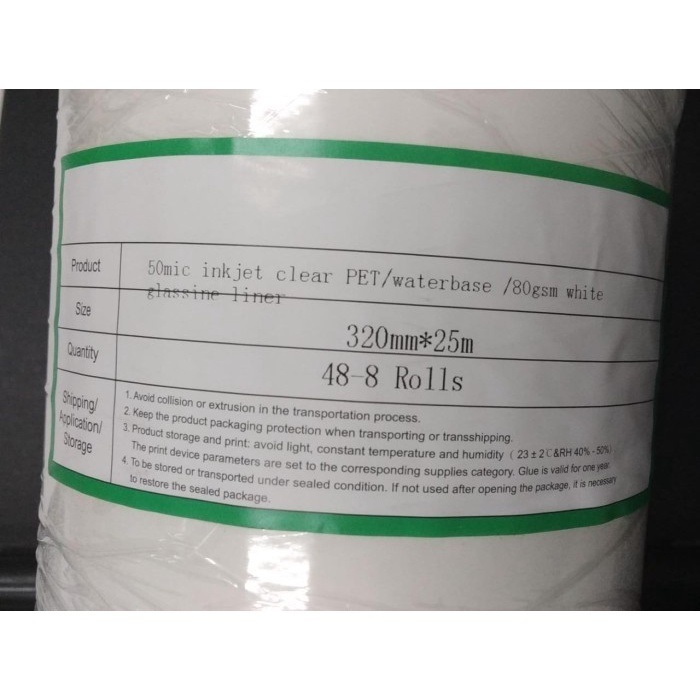 Product
50mic inkjet clear PET/waterbase /80gsm white
glassine liner
Size
320mm*25m
Quantity
48-8 Rolls
Shipping/
Application/
Storage
1. Avoid collision or extrusion in the transportation process.
2. Keep the product packaging protection when transporting or transshipping.
3. Product storage and print: avoid light, constant temperature and humidity（ 23 ± 2℃&RH 40% - 50%）
The print device parameters are set to the corresponding supplies category. Glue is valid for one year.
4. To be stored or transported under sealed condition. If not used after opening the package, it is necessary
to restore the sealed package.